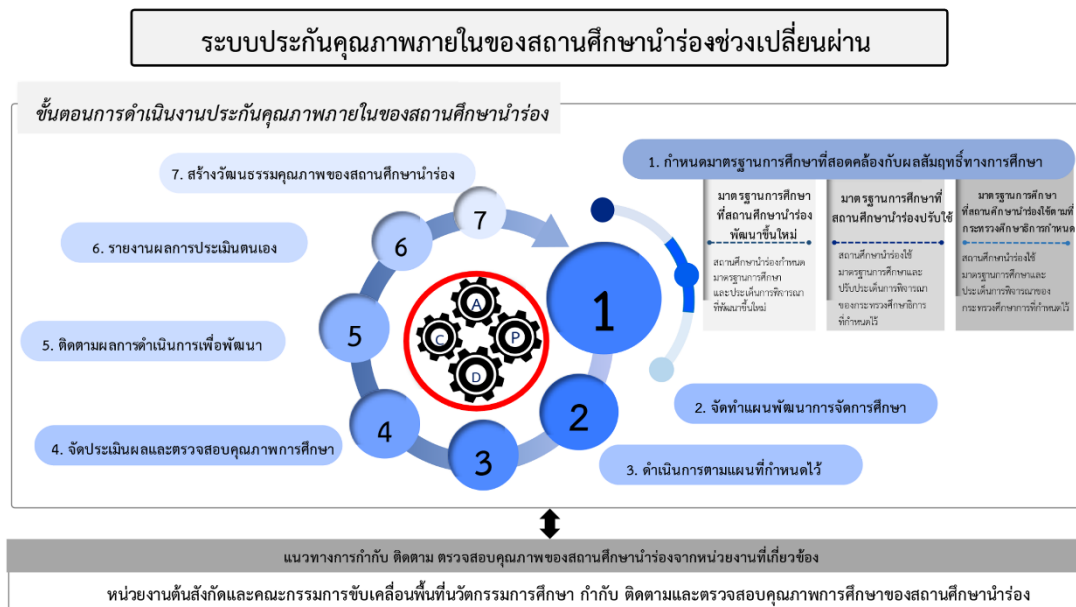 ระบบประกันคุณภาพภายในของสถานศึกษานำร่องช่วงเปลี่ยนผ่าน
ขั้นตอนการดำเนินงานประกันคุณภาพภายในของสถานศึกษานำร่อง
1. กำหนดมาตรฐานการศึกษาที่สอดคล้องกับผลสัมฤทธิ์ทางการศึกษา
มาตรฐานการศึกษา
ที่สถานศึกษานำร่อง
พัฒนาขึ้นใหม่
สถานศึกษานำร่องกำหนด
มาตรฐานการศึกษา
และประเด็นการพิจารณา
ที่พัฒนาขึ้นใหม่
มาตรฐานการศึกษาที่
สถานศึกษานำร่องปรับใช้
สถานศึกษานำร่องใช้
มาตรฐานการศึกษาและ
ปรับประเด็นการพิจารณา
ของกระทรวงศึกษาธิการ
ที่กำหนดไว้
มาตรฐานการศึกษา
ที่สถานศึกษานำร่องใช้ตามที่
กระทรวงศึกษาธิการกำหนด
สถานศึกษานำร่องใช้
มาตรฐานการศึกษาและ
ประเด็นการพิจารณาของ
กระทรวงศึกษาการที่กำหนดไว้
2. จัดทำแผนพัฒนาการจัดการศึกษา
3. ดำเนินการตามแผนที่กำหนดไว้
4. จัดประเมินผลและตรวจสอบคุณภาพการศึกษา
5. ติดตามผลการดำเนินการเพื่อพัฒนา
6. รายงานผลการประเมินตนเอง
7. สร้างวัฒนธรรมคุณภาพของสถานศึกษานำร่อง
1
2
3
4
5
6
7
A
P
D
C
แนวทางการกำกับ ติดตาม ตรวจสอบคุณภาพของสถานศึกษานำร่องจากหน่วยงานที่เกี่ยวข้อง
หน่วยงานต้นสังกัดและคณะกรรมการขับเคลื่อนพื้นที่นวัตกรรมการศึกษา กำกับ ติดตามและตรวจสอบคุณภาพการศึกษาของสถานศึกษานำร่อง